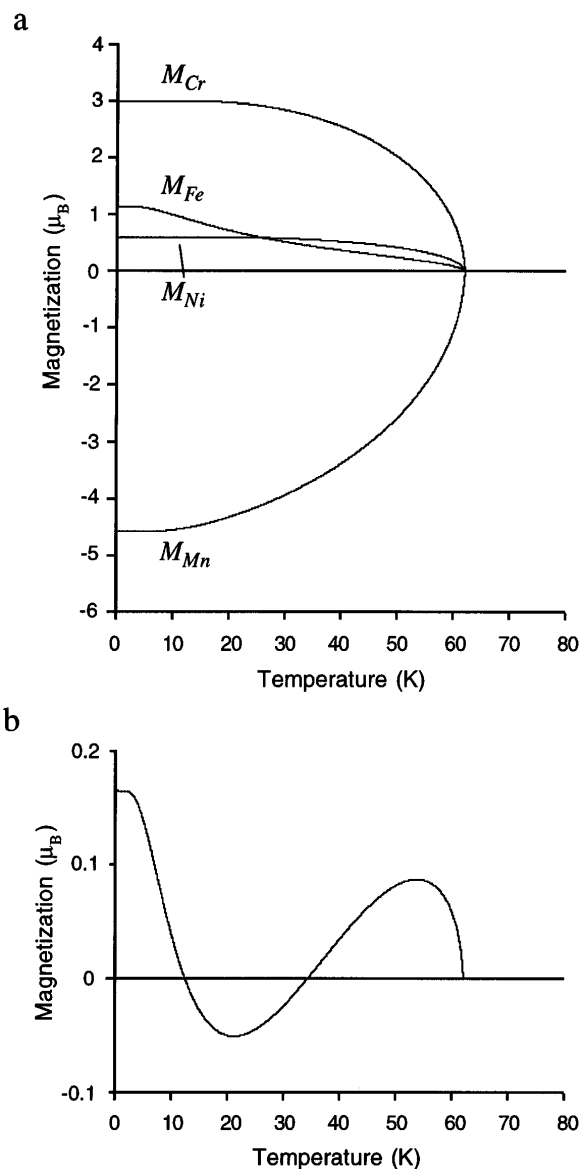 a
4
M_Cr
3
2
M_Fe
1
0
M_Ni
-1
-2
-3
-4
M_Mn
-5
-6
Magnetization (μ_B)
0 10 20 30 40 50 60 70 80
Temperature (K)
b
0.2
0.1
0
-0.1
Magnetization (μ_B)
0 10 20 30 40 50 60 70 80
Temperature (K)